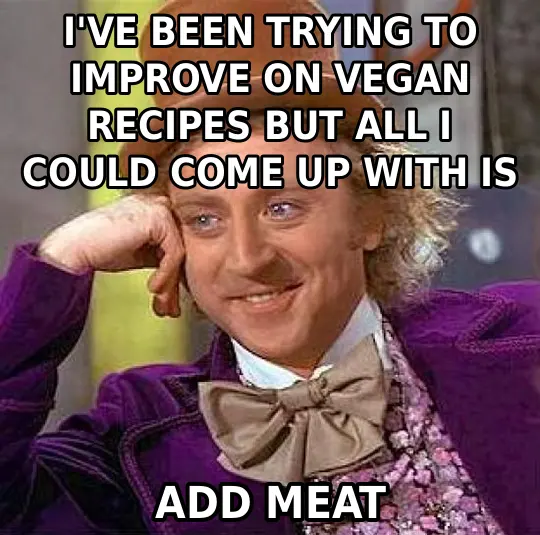 I'VE BEEN TRYING TO
IMPROVE ON VEGAN
RECIPES BUT ALL I
COULD COME UP WITH IS
ADD MEAT